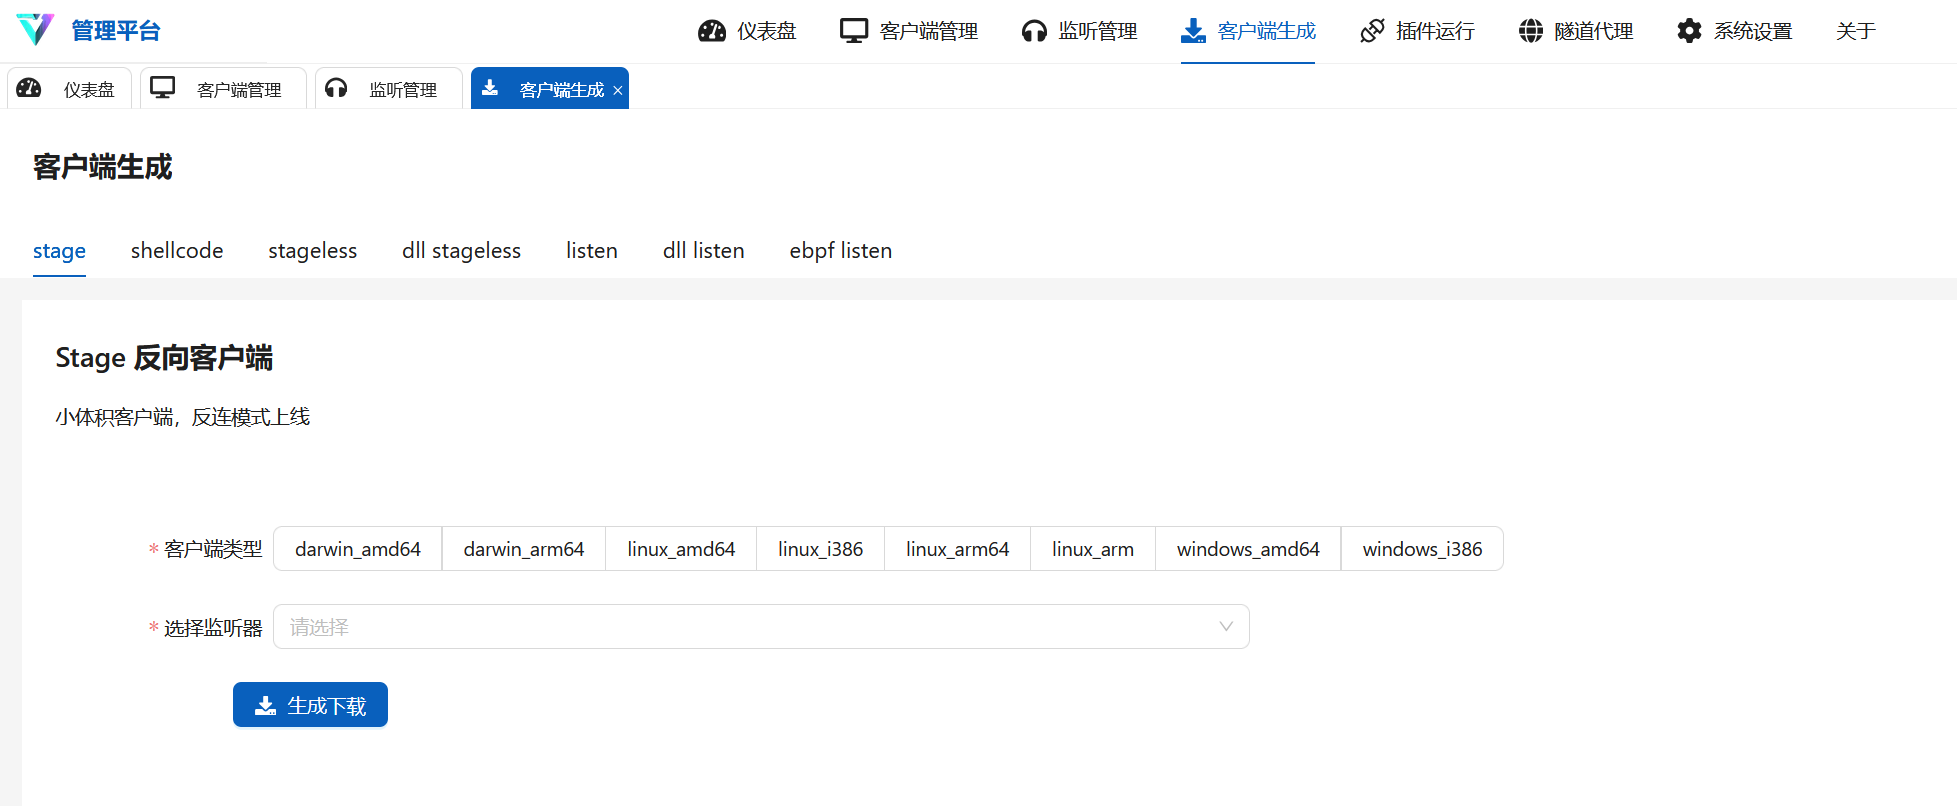 管理平台
仪表盘 客户端管理 监听管理 客户端生成 插件运行 隧道代理 系统设置 关于
仪表盘 客户端管理 监听管理 客户端生成 ×
客户端生成
stage shellcode stageless dll stageless listen dll listen ebpf listen
Stage 反向客户端
小体积客户端，反连模式上线
* 客户端类型 darwin_amd64 darwin_arm64 linux_amd64 linux_i386 linux_arm64 linux_arm windows_amd64 windows_i386
* 选择监听器 请选择
生成下载